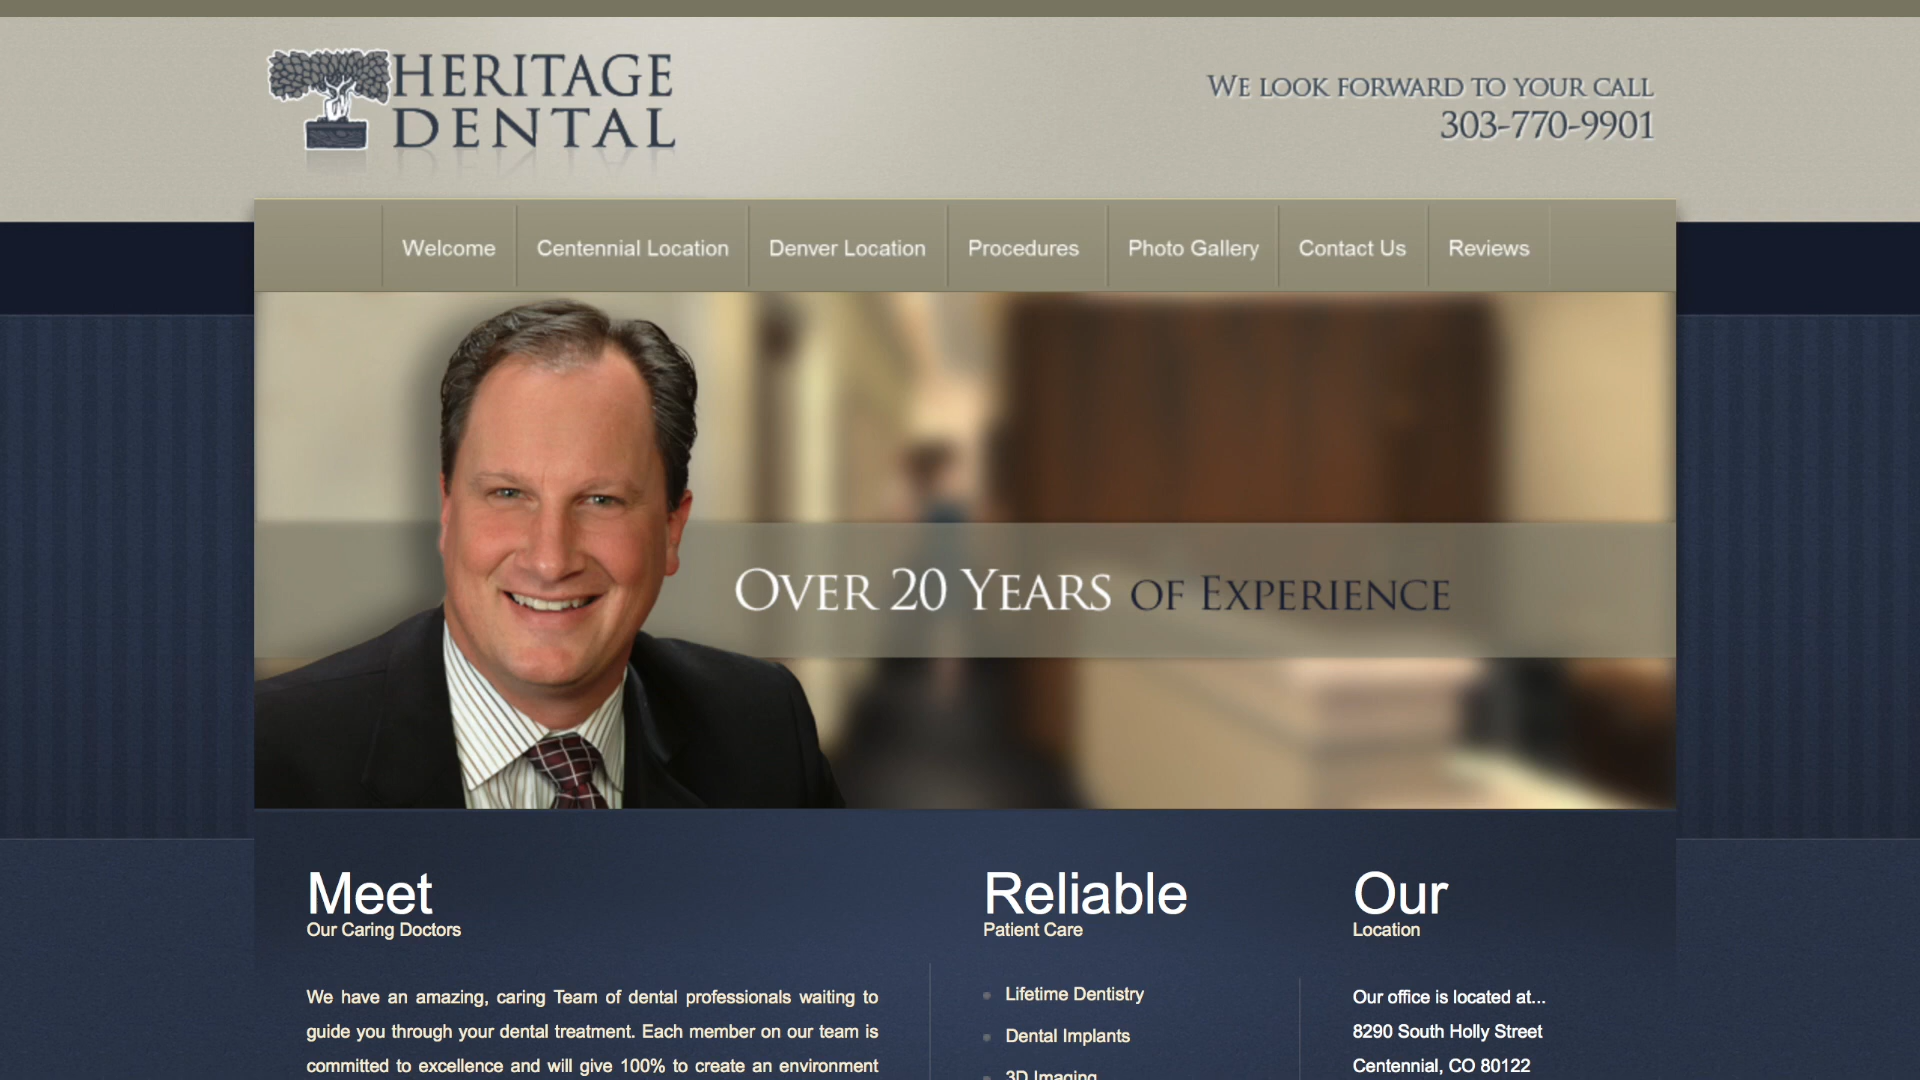 HERITAGE
DENTAL
WE LOOK FORWARD TO YOUR CALL
303-770-9901
Welcome
Centennial Location
Denver Location
Procedures
Photo Gallery
Contact Us
Reviews
OVER 20 YEARS OF EXPERIENCE
Meet
Our Caring Doctors
We have an amazing, caring Team of dental professionals waiting to
guide you through your dental treatment. Each member on our team is
committed to excellence and will give 100% to create an environment
Reliable
Patient Care
Lifetime Dentistry
Dental Implants
3D Imaging
Our
Location
Our office is located at...
8290 South Holly Street
Centennial, CO 80122